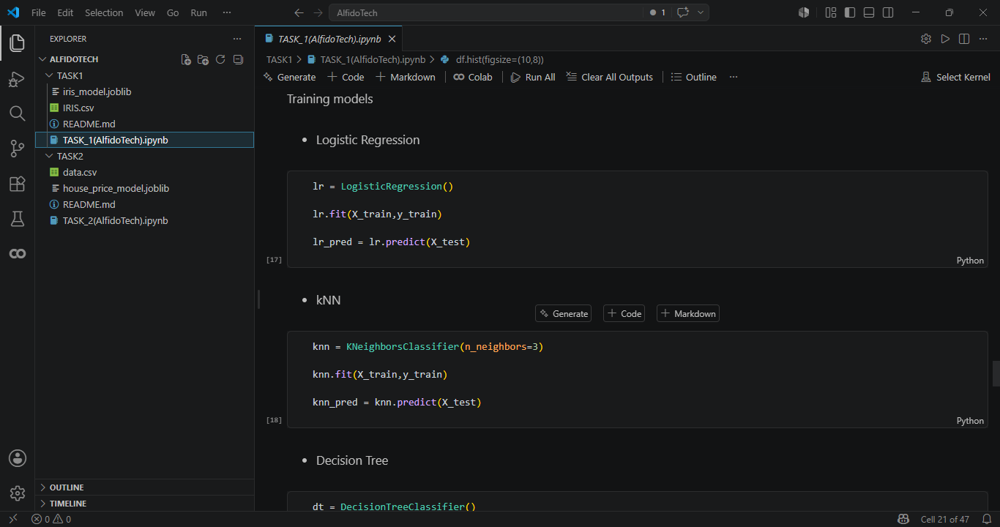 File Edit Selection View Go Run ···
AlfidoTech
1
EXPLORER ···
ALFIDOTECH
TASK1
iris_model.joblib
IRIS.csv
README.md
TASK_1(AlfidoTech).ipynb
TASK2
data.csv
house_price_model.joblib
README.md
TASK_2(AlfidoTech).ipynb
OUTLINE
TIMELINE
TASK_1(AlfidoTech).ipynb
TASK1 > TASK_1(AlfidoTech).ipynb > df.hist(figsize=(10,8))
Generate + Code + Markdown Colab Run All Clear All Outputs Outline ··· Select Kernel
Training models
• Logistic Regression
lr = LogisticRegression()
lr.fit(X_train,y_train)
lr_pred = lr.predict(X_test)
[17]
Python
• kNN
Generate + Code + Markdown
knn = KNeighborsClassifier(n_neighbors=3)
knn.fit(X_train,y_train)
knn_pred = knn.predict(X_test)
[18]
Python
• Decision Tree
dt = DecisionTreeClassifier()
0 0
Cell 21 of 47